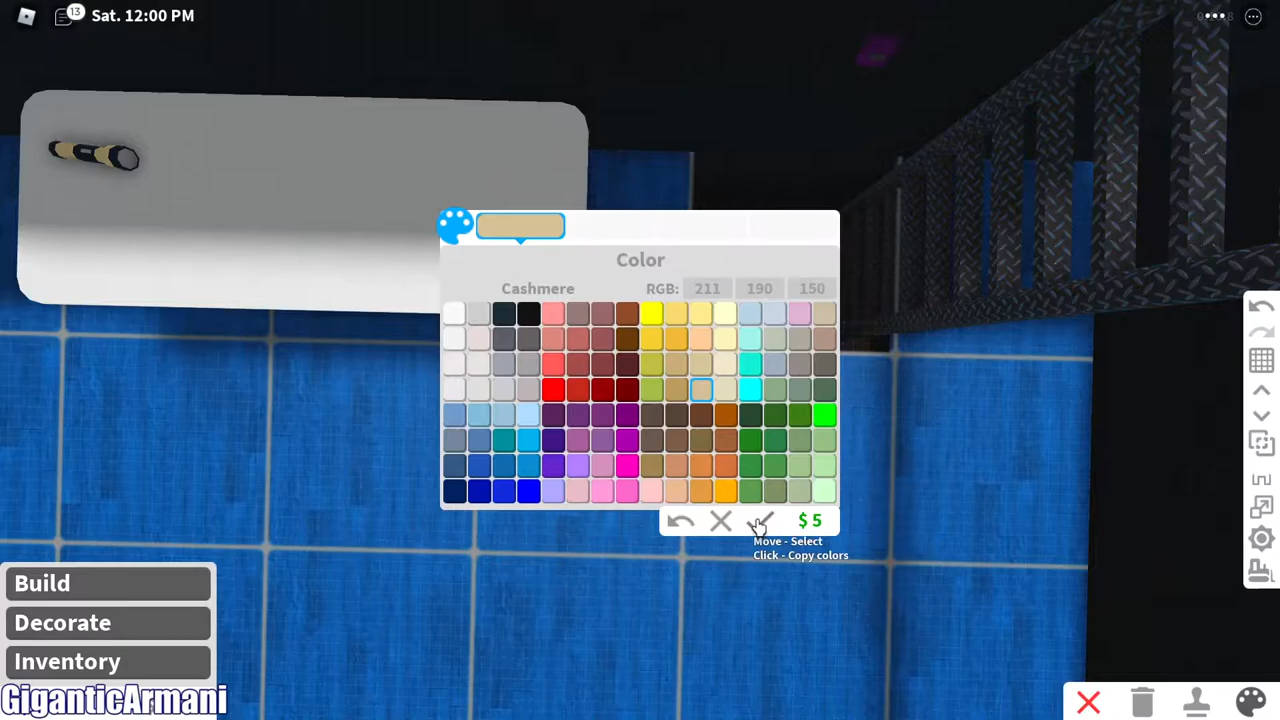 13
Sat. 12:00 PM
Color
Cashmere
RGB: 211 190 150
$ 5
Move - Select
Click - Copy colors
Build
Decorate
Inventory
GiganticArmani